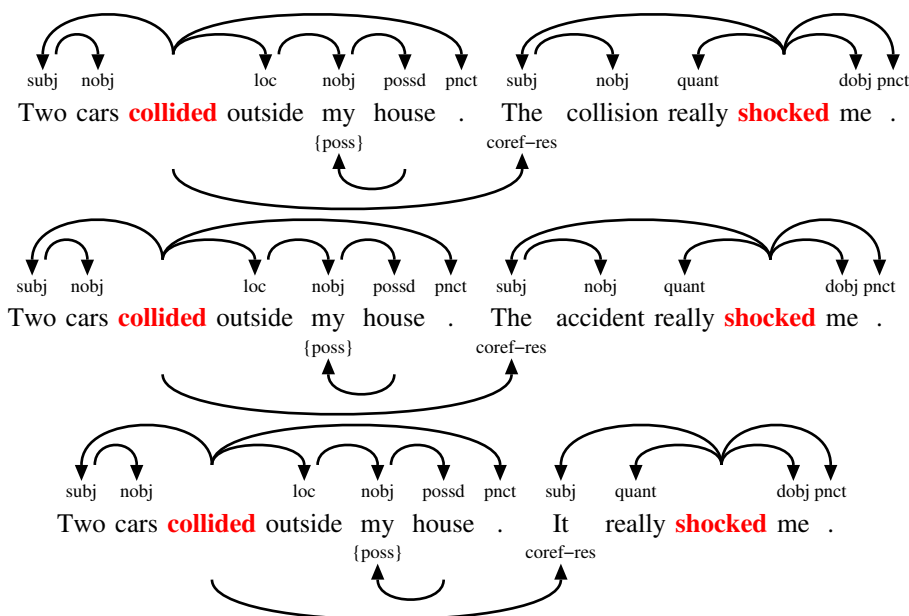 subj nobj loc nobj possd pnct subj nobj quant dobj pnct
Two cars collided outside my house . The collision really shocked me .
{poss} coref−res
subj nobj loc nobj possd pnct subj nobj quant dobj pnct
Two cars collided outside my house . The accident really shocked me .
{poss} coref−res
subj nobj loc nobj possd pnct subj quant dobj pnct
Two cars collided outside my house . It really shocked me .
{poss} coref−res